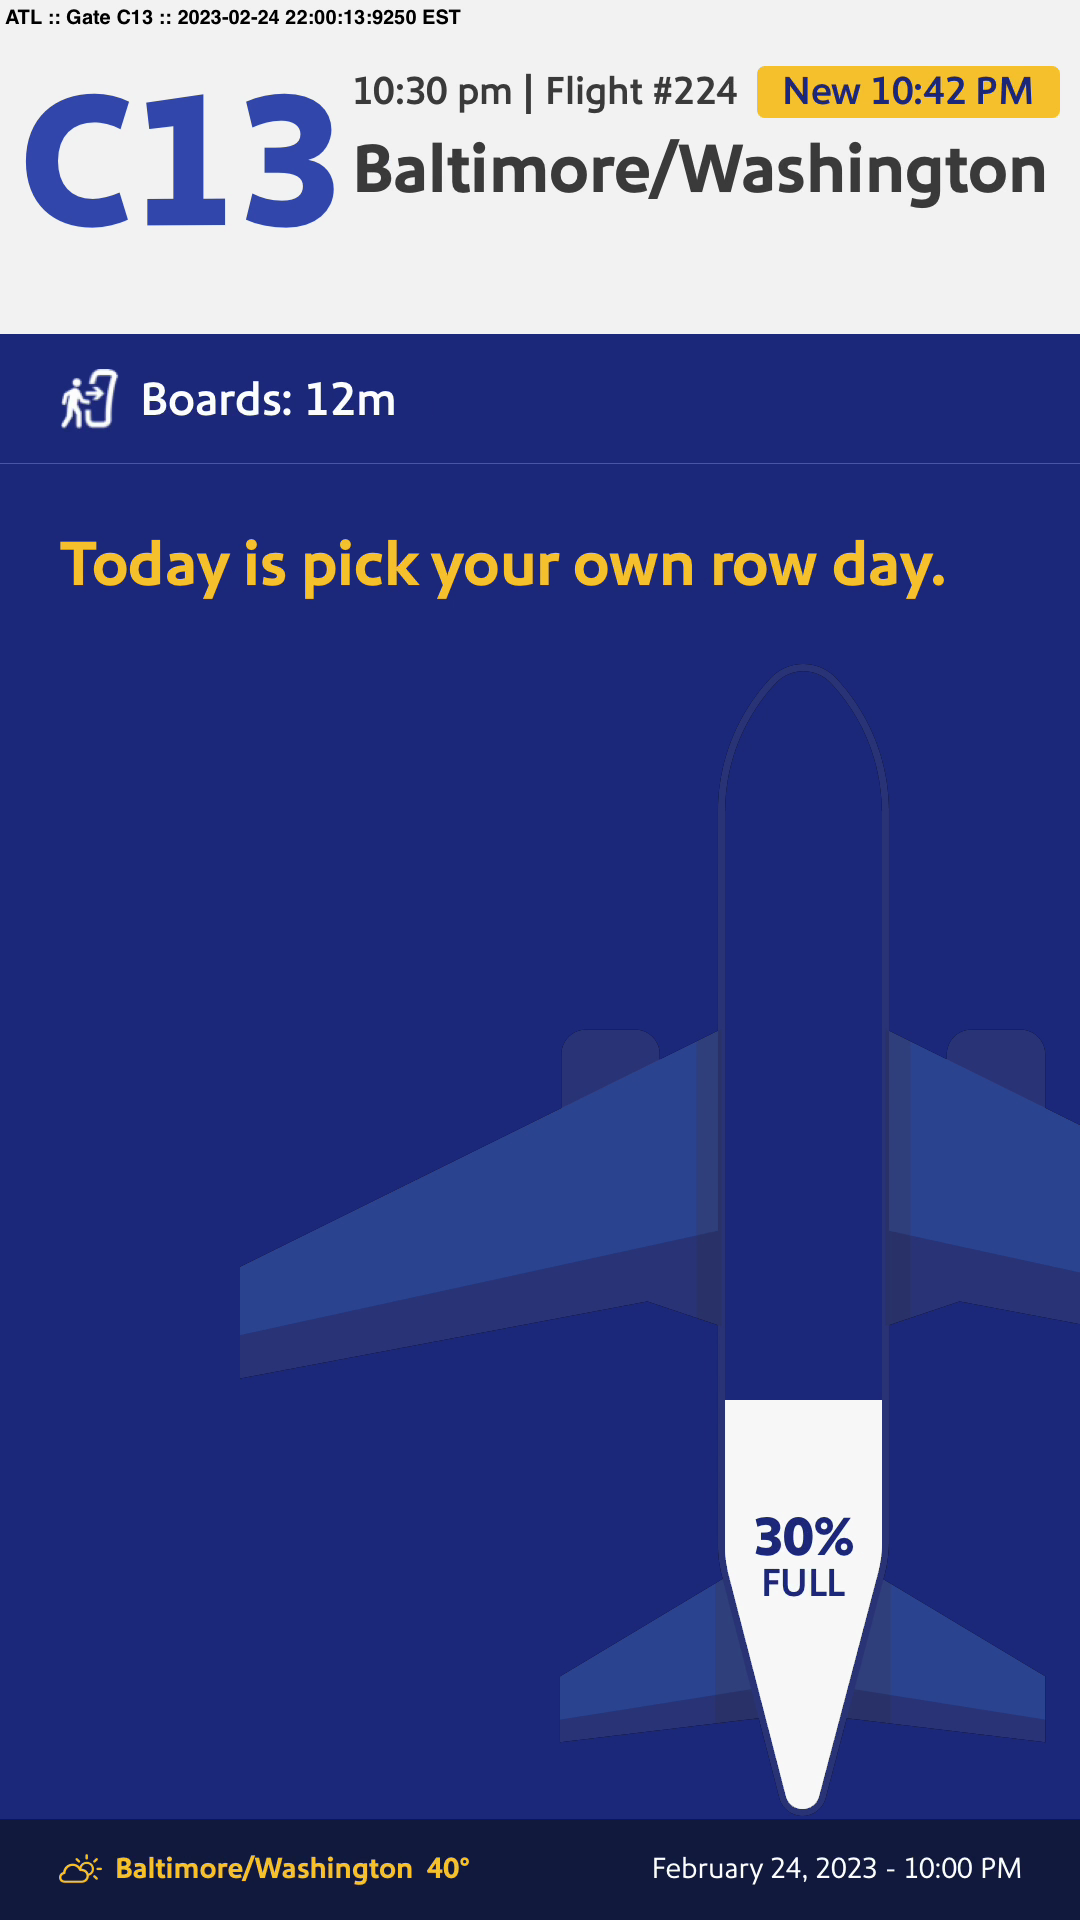 ATL :: Gate C13 :: 2023-02-24 22:00:13:9250 EST
C13
10:30 pm | Flight #224
New 10:42 PM
Baltimore/Washington
Boards: 12m
Today is pick your own row day.
30%
FULL
Baltimore/Washington 40°
February 24, 2023 - 10:00 PM